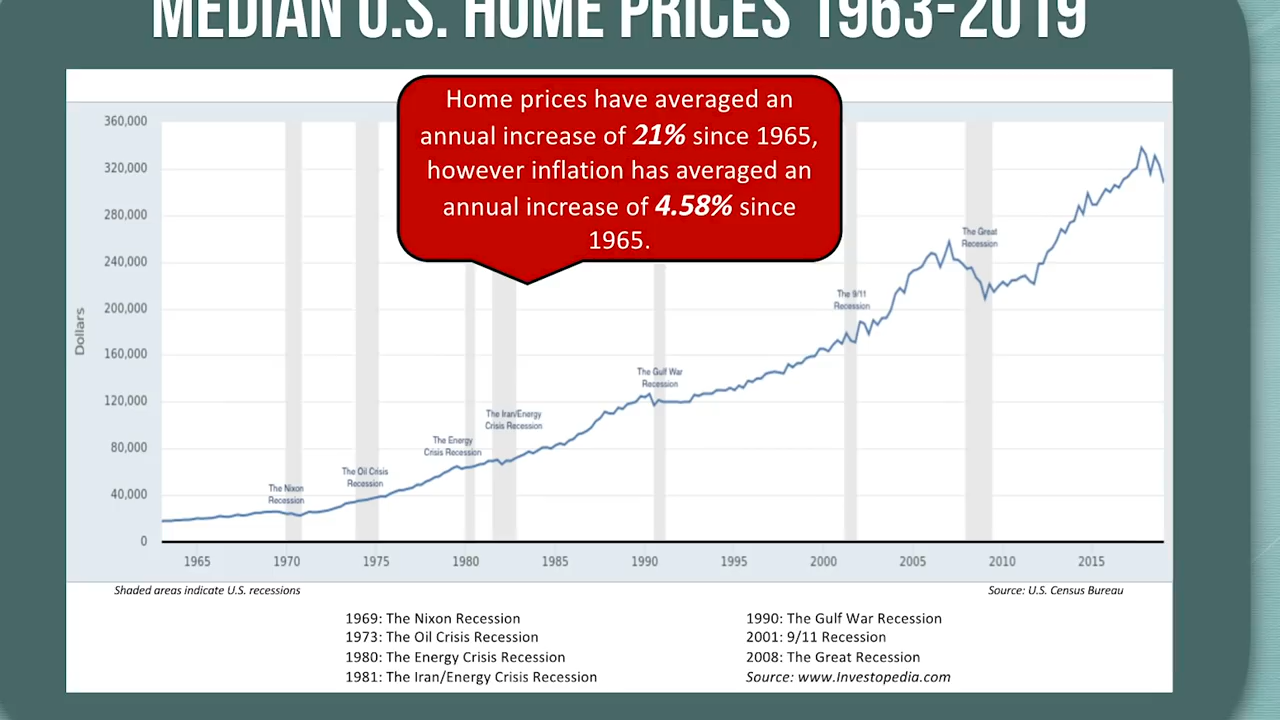 MEDIAN U.S. HOME PRICES 1963-2019
Home prices have averaged an
annual increase of 21% since 1965,
however inflation has averaged an
annual increase of 4.58% since
1965.
360,000
320,000
280,000
240,000
200,000
160,000
120,000
80,000
40,000
0
Dollars
The Nixon
Recession
The Oil Crisis
Recession
The Energy
Crisis Recession
The Iran/Energy
Crisis Recession
The Gulf War
Recession
The 9/11
Recession
The Great
Recession
1965 1970 1975 1980 1985 1990 1995 2000 2005 2010 2015
Shaded areas indicate U.S. recessions
Source: U.S. Census Bureau
1969: The Nixon Recession
1973: The Oil Crisis Recession
1980: The Energy Crisis Recession
1981: The Iran/Energy Crisis Recession
1990: The Gulf War Recession
2001: 9/11 Recession
2008: The Great Recession
Source: www.Investopedia.com